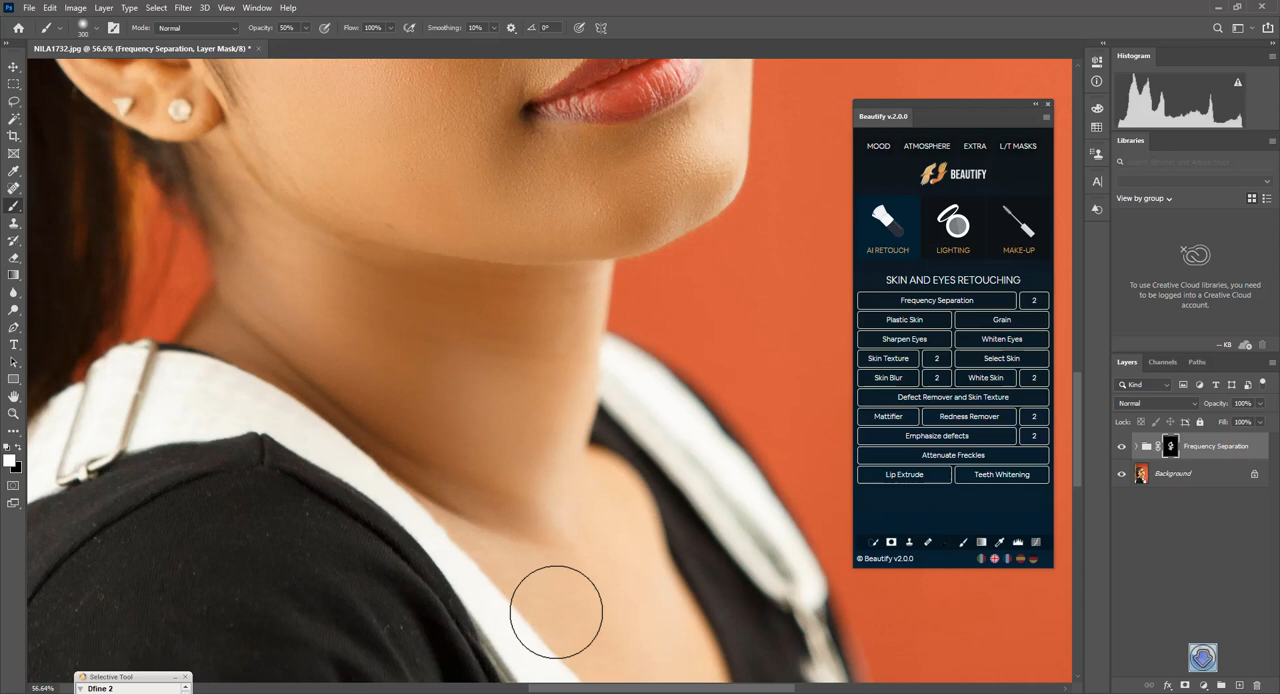 Ps File Edit Image Layer Type Select Filter 3D View Window Help
300 Mode: Normal Opacity: 50% Flow: 100% Smoothing: 10% 0°
NILA1732.jpg @ 56.6% (Frequency Separation, Layer Mask/8) *
Beautify v.2.0.0
MOOD ATMOSPHERE EXTRA L/T MASKS
BEAUTIFY
AI RETOUCH LIGHTING MAKE-UP
SKIN AND EYES RETOUCHING
Frequency Separation 2
Plastic Skin Grain
Sharpen Eyes Whiten Eyes
Skin Texture 2 Select Skin
Skin Blur 2 White Skin 2
Defect Remover and Skin Texture
Mattifier Redness Remover 2
Emphasize defects 2
Attenuate Freckles
Lip Extrude Teeth Whitening
© Beautify v2.0.0
Histogram
Libraries
View by group
To use Creative Cloud libraries, you need
to be logged into a Creative Cloud
account.
-- KB
Layers Channels Paths
Kind
Normal Opacity: 100%
Lock: Fill: 100%
Frequency Separation
Background
56.64%
Selective Tool
Dfine 2